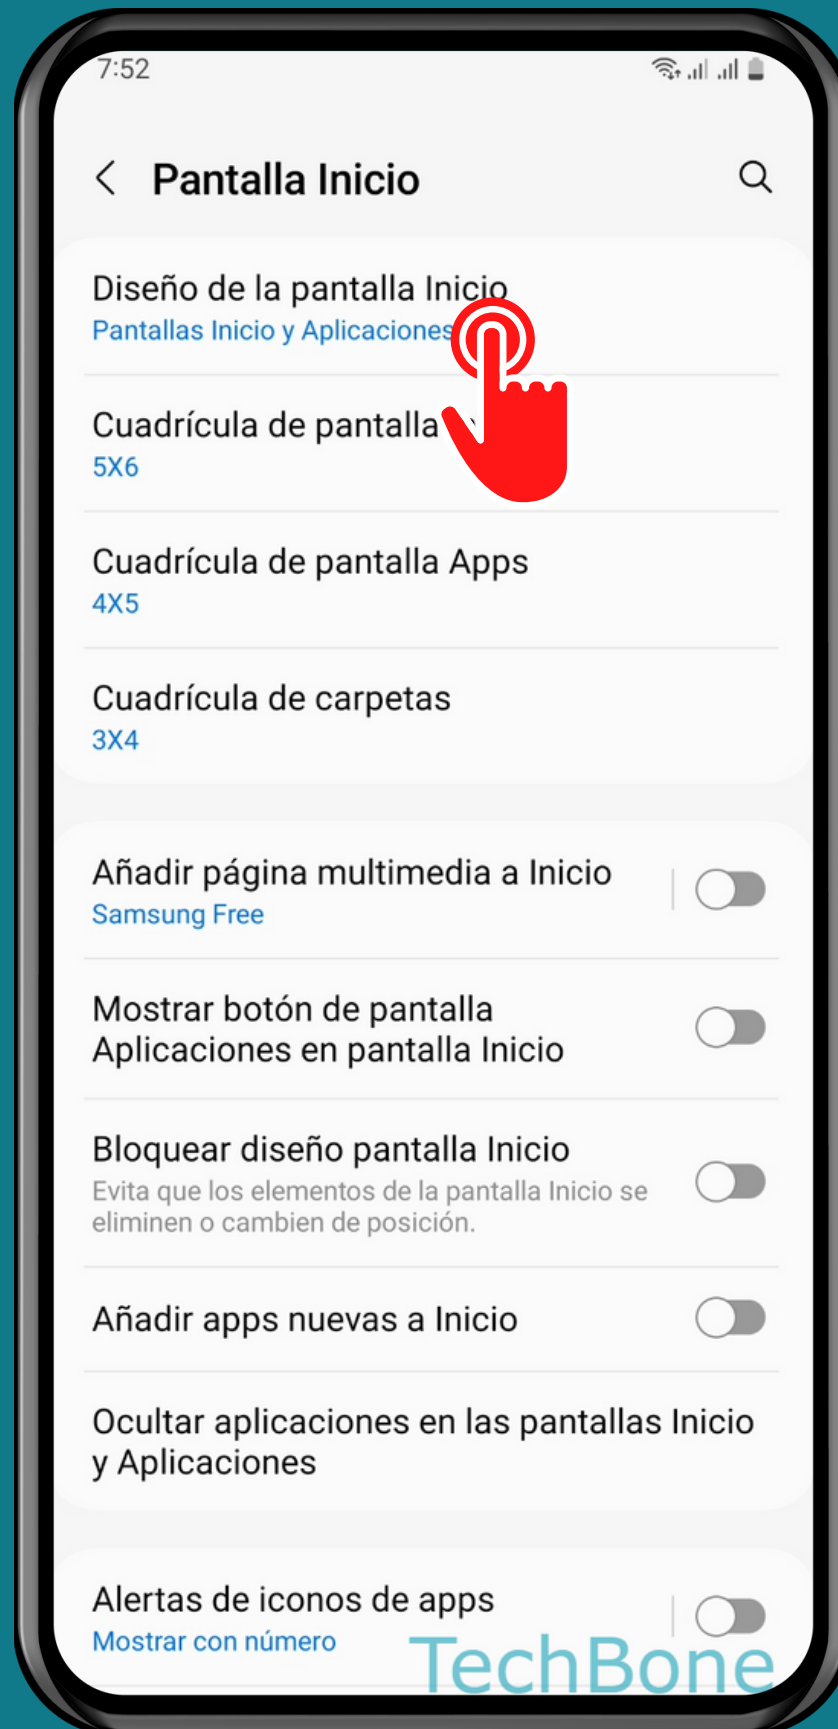 7:52
Pantalla Inicio
Diseño de la pantalla Inicio
Pantallas Inicio y Aplicaciones
Cuadrícula de pantalla
5X6
Cuadrícula de pantalla Apps
4X5
Cuadrícula de carpetas
3X4
Añadir página multimedia a Inicio
Samsung Free
Mostrar botón de pantalla
Aplicaciones en pantalla Inicio
Bloquear diseño pantalla Inicio
Evita que los elementos de la pantalla Inicio se
eliminen o cambien de posición.
Añadir apps nuevas a Inicio
Ocultar aplicaciones en las pantallas Inicio
y Aplicaciones
Alertas de iconos de apps
Mostrar con número
TechBone